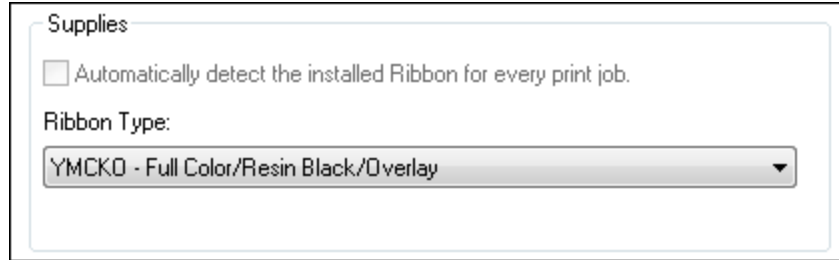 Supplies
Automatically detect the installed Ribbon for every print job.
Ribbon Type:
YMCKO - Full Color/Resin Black/Overlay